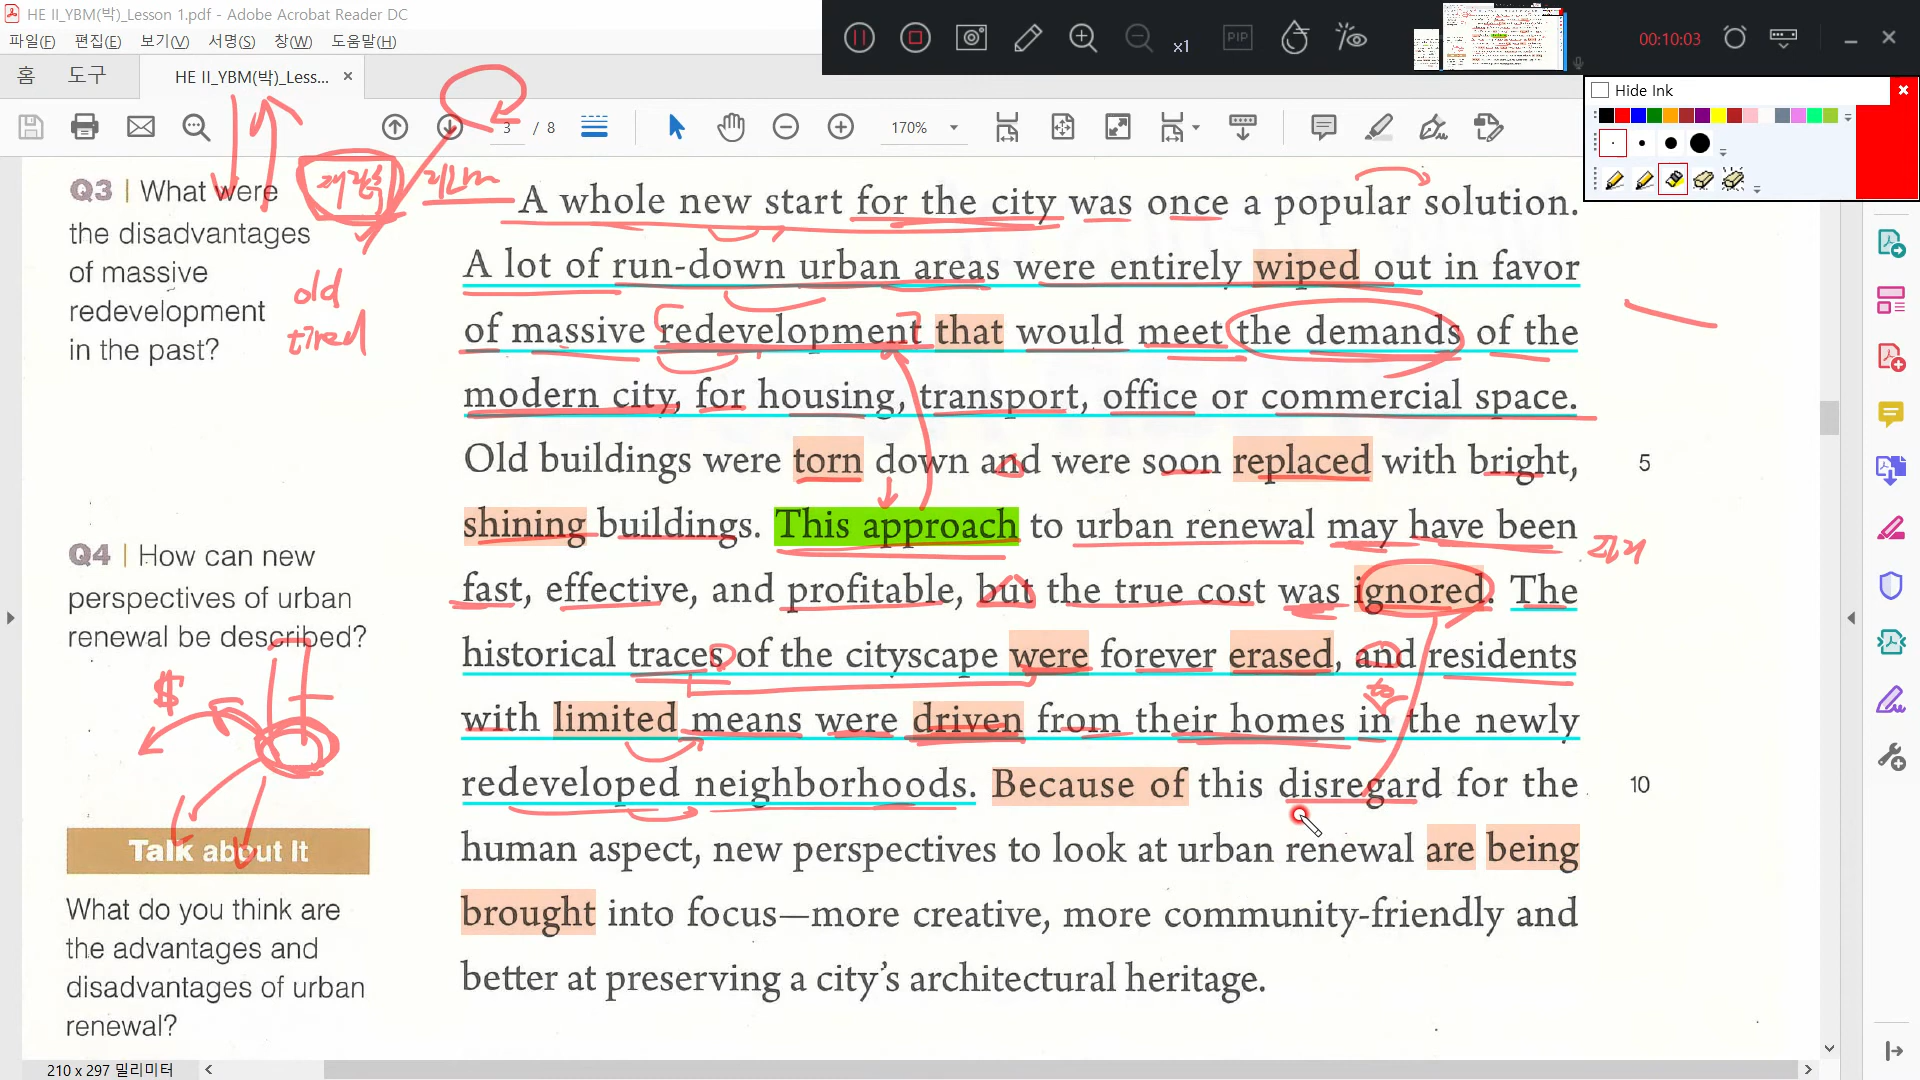 HE II_YBM(박)_Lesson 1.pdf - Adobe Acrobat Reader DC
파일(F) 편집(E) 보기(V) 서명(S) 창(W) 도움말(H)
x1
PIP
00:10:03
홈 도구 HE II_YBM(박)_Less...
Hide Ink
3 / 8
170%
Q3 | What were
the disadvantages
of massive
redevelopment
in the past?
old
tired
A whole new start for the city was once a popular solution.
A lot of run-down urban areas were entirely wiped out in favor
of massive redevelopment that would meet the demands of the
modern city, for housing, transport, office or commercial space.
Old buildings were torn down and were soon replaced with bright,
5
shining buildings. This approach to urban renewal may have been
fast, effective, and profitable, but the true cost was ignored. The
historical traces of the cityscape were forever erased, and residents
to
with limited means were driven from their homes in the newly
redeveloped neighborhoods. Because of this disregard for the
10
human aspect, new perspectives to look at urban renewal are being
brought into focus—more creative, more community-friendly and
better at preserving a city’s architectural heritage.
Q4 | How can new
perspectives of urban
renewal be described?
$
Talk about It
What do you think are
the advantages and
disadvantages of urban
renewal?
210 x 297 밀리미터